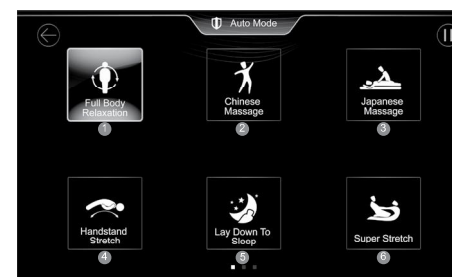 Auto Mode
Full Body
Relaxation
1
Chinese
Massage
2
Japanese
Massage
3
Handstand
Stretch
4
Lay Down To
Sloop
5
Super Stretch
6